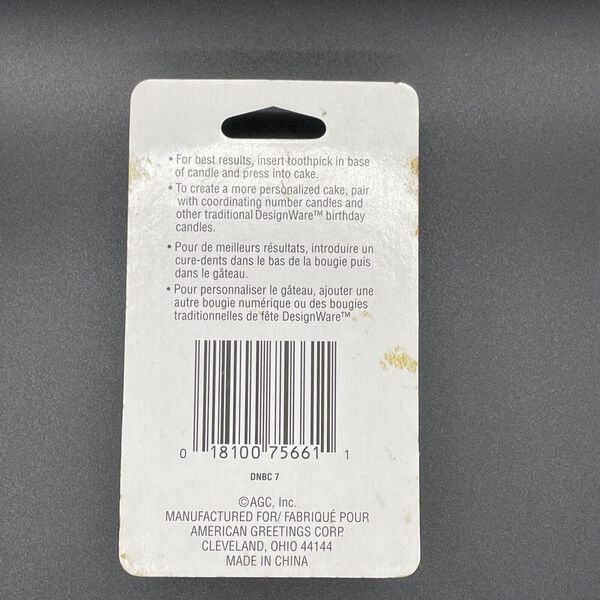 • For best results, insert toothpick in base
of candle and press into cake.
• To create a more personalized cake, pair
with coordinating number candles and
other traditional DesignWare™ birthday
candles.
• Pour de meilleurs résultats, introduire un
cure-dents dans le bas de la bougie puis
dans le gâteau.
• Pour personnaliser le gâteau, ajouter une
autre bougie numérique ou des bougies
traditionnelles de fête DesignWare™
0 18100 75661 1
DNBC 7
©AGC, Inc.
MANUFACTURED FOR/ FABRIQUÉ POUR
AMERICAN GREETINGS CORP.
CLEVELAND, OHIO 44144
MADE IN CHINA